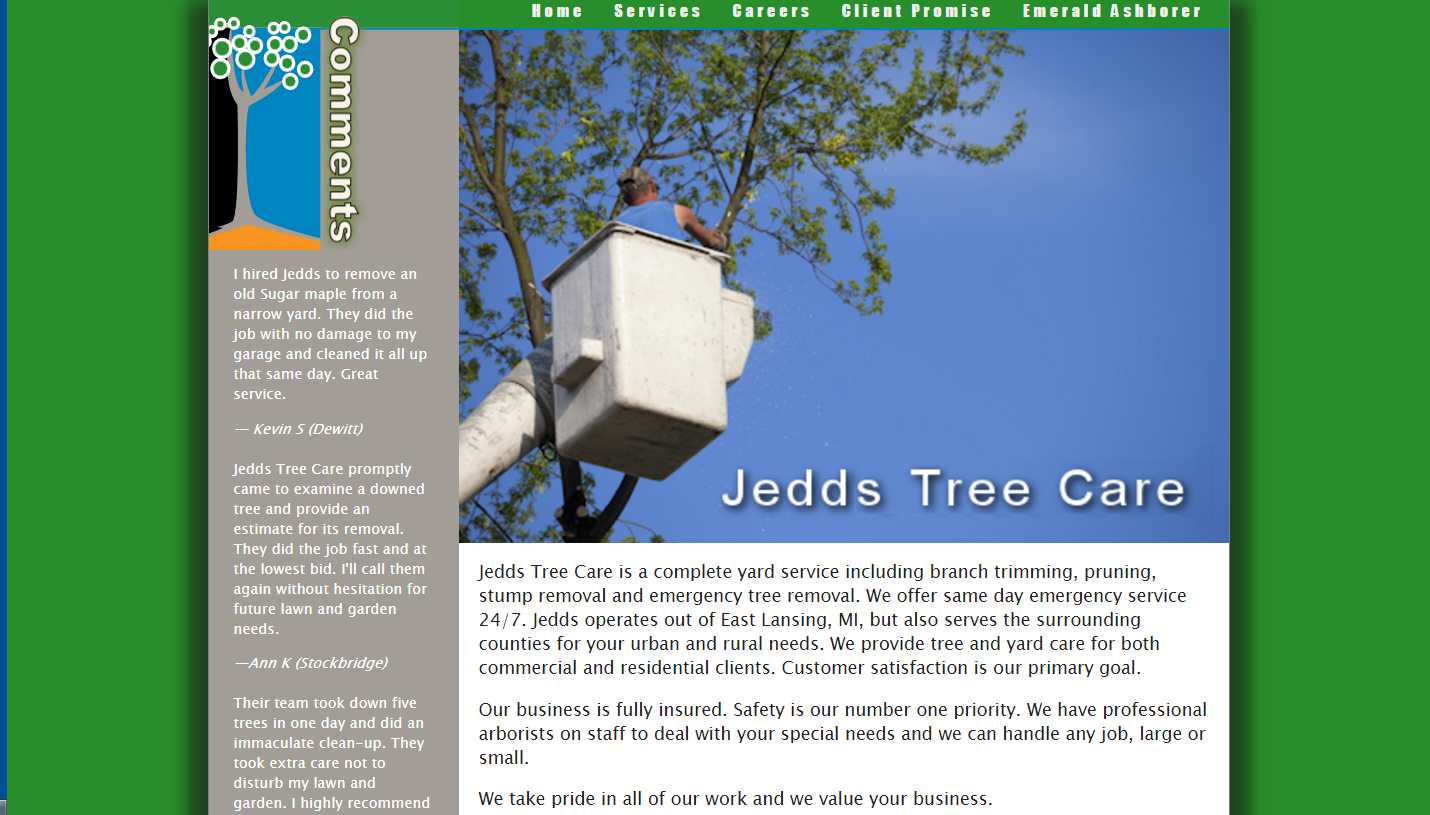 Home Services Careers Client Promise Emerald Ashborer
Comments
I hired Jedds to remove an
old Sugar maple from a
narrow yard. They did the
job with no damage to my
garage and cleaned it all up
that same day. Great
service.
— Kevin S (Dewitt)
Jedds Tree Care promptly
came to examine a downed
tree and provide an
estimate for its removal.
They did the job fast and at
the lowest bid. I'll call them
again without hesitation for
future lawn and garden
needs.
—Ann K (Stockbridge)
Their team took down five
trees in one day and did an
immaculate clean-up. They
took extra care not to
disturb my lawn and
garden. I highly recommend
Jedds Tree Care
Jedds Tree Care is a complete yard service including branch trimming, pruning,
stump removal and emergency tree removal. We offer same day emergency service
24/7. Jedds operates out of East Lansing, MI, but also serves the surrounding
counties for your urban and rural needs. We provide tree and yard care for both
commercial and residential clients. Customer satisfaction is our primary goal.
Our business is fully insured. Safety is our number one priority. We have professional
arborists on staff to deal with your special needs and we can handle any job, large or
small.
We take pride in all of our work and we value your business.